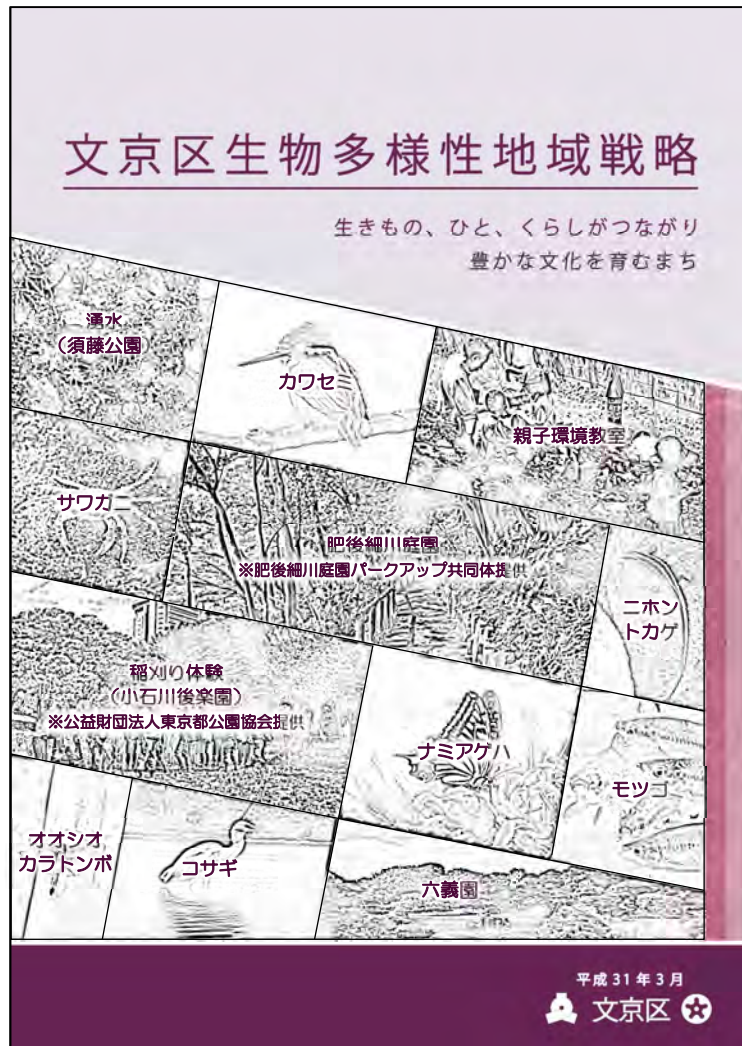 文京区生物多様性地域戦略
生きもの、ひと、くらしがつながり
豊かな文化を育むまち
湧水
（須藤公園）
カワセミ
親子環境教室
サワガニ
肥後細川庭園
※肥後細川庭園パークアップ共同体提供
ニホン
トカゲ
稲刈り体験
（小石川後楽園）
※公益財団法人東京都公園協会提供
ナミアゲハ
モツゴ
オオシオ
カラトンボ
コサギ
六義園
平成31年3月
文京区